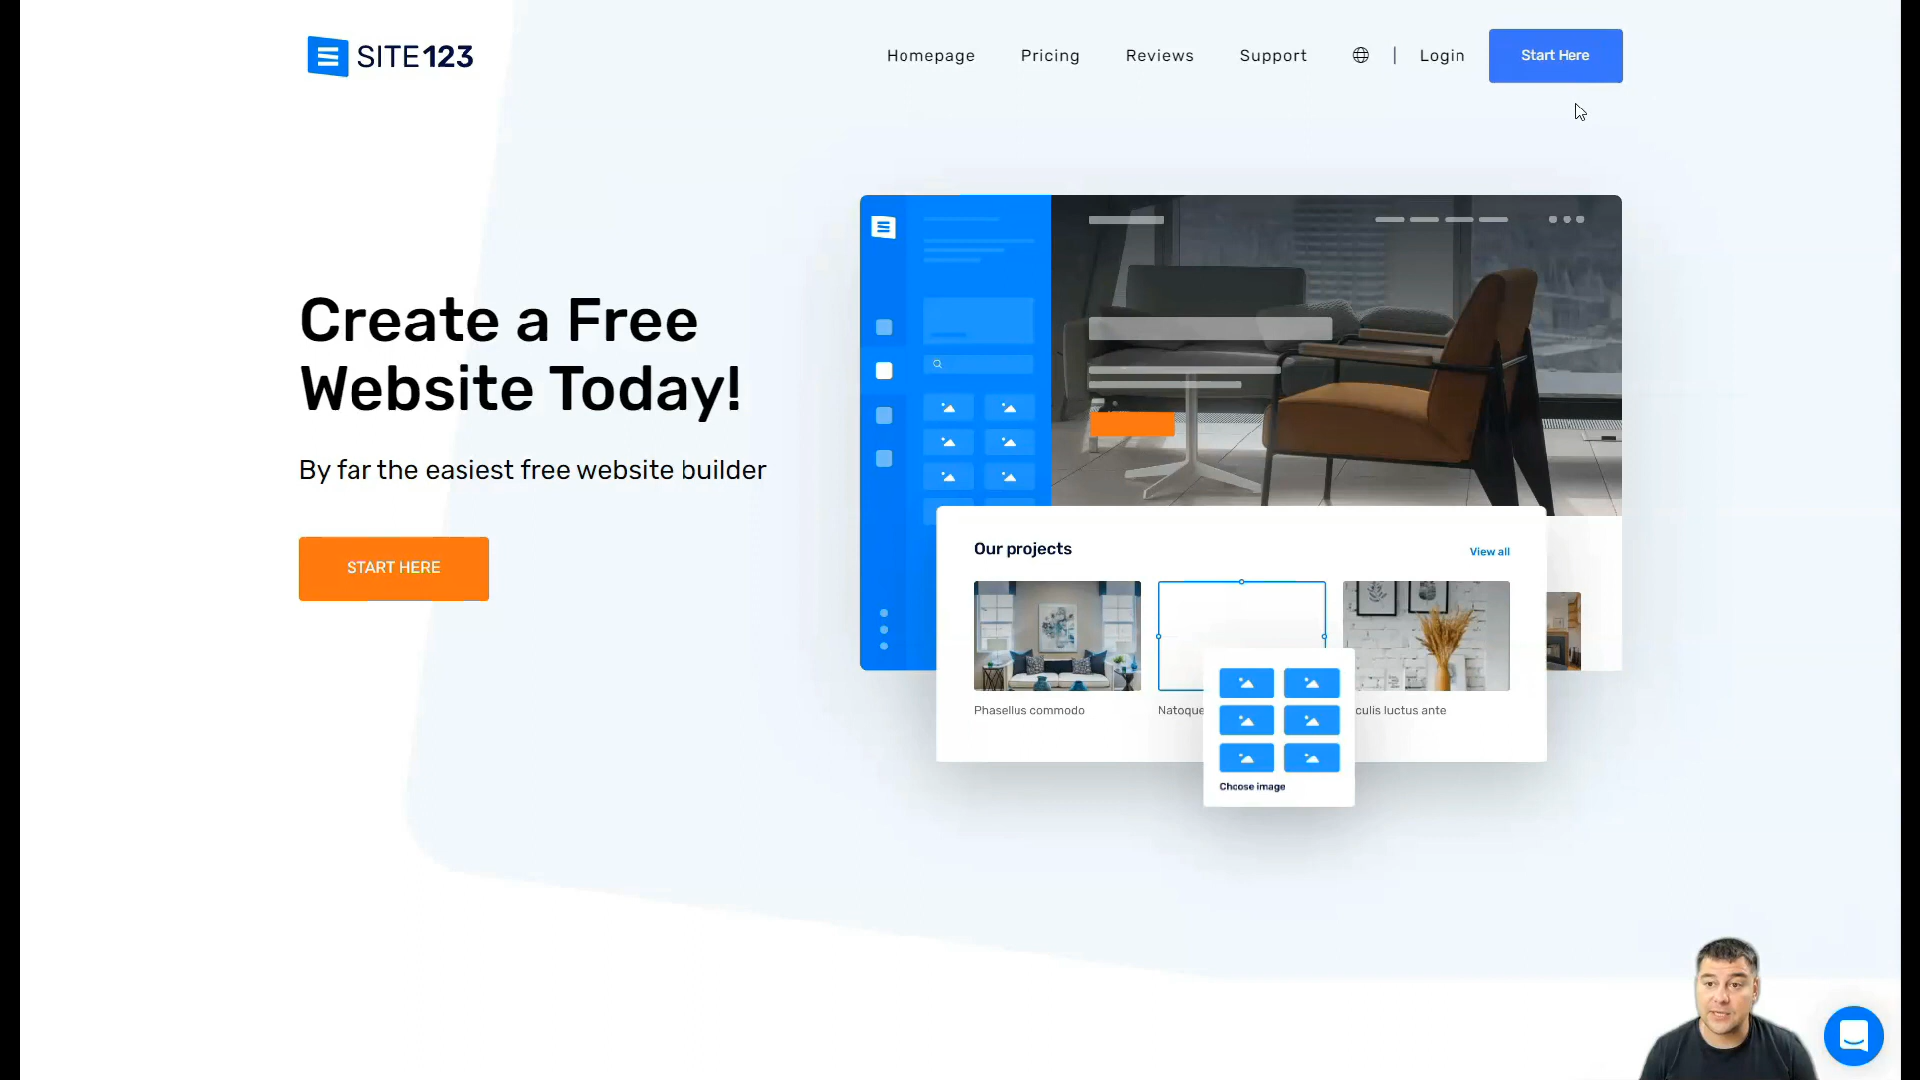 SITE123
Homepage
Pricing
Reviews
Support
Login
Start Here
Create a Free
Website Today!
By far the easiest free website builder
START HERE
Our projects
View all
Phasellus commodo
Natoque
culis luctus ante
Choose image